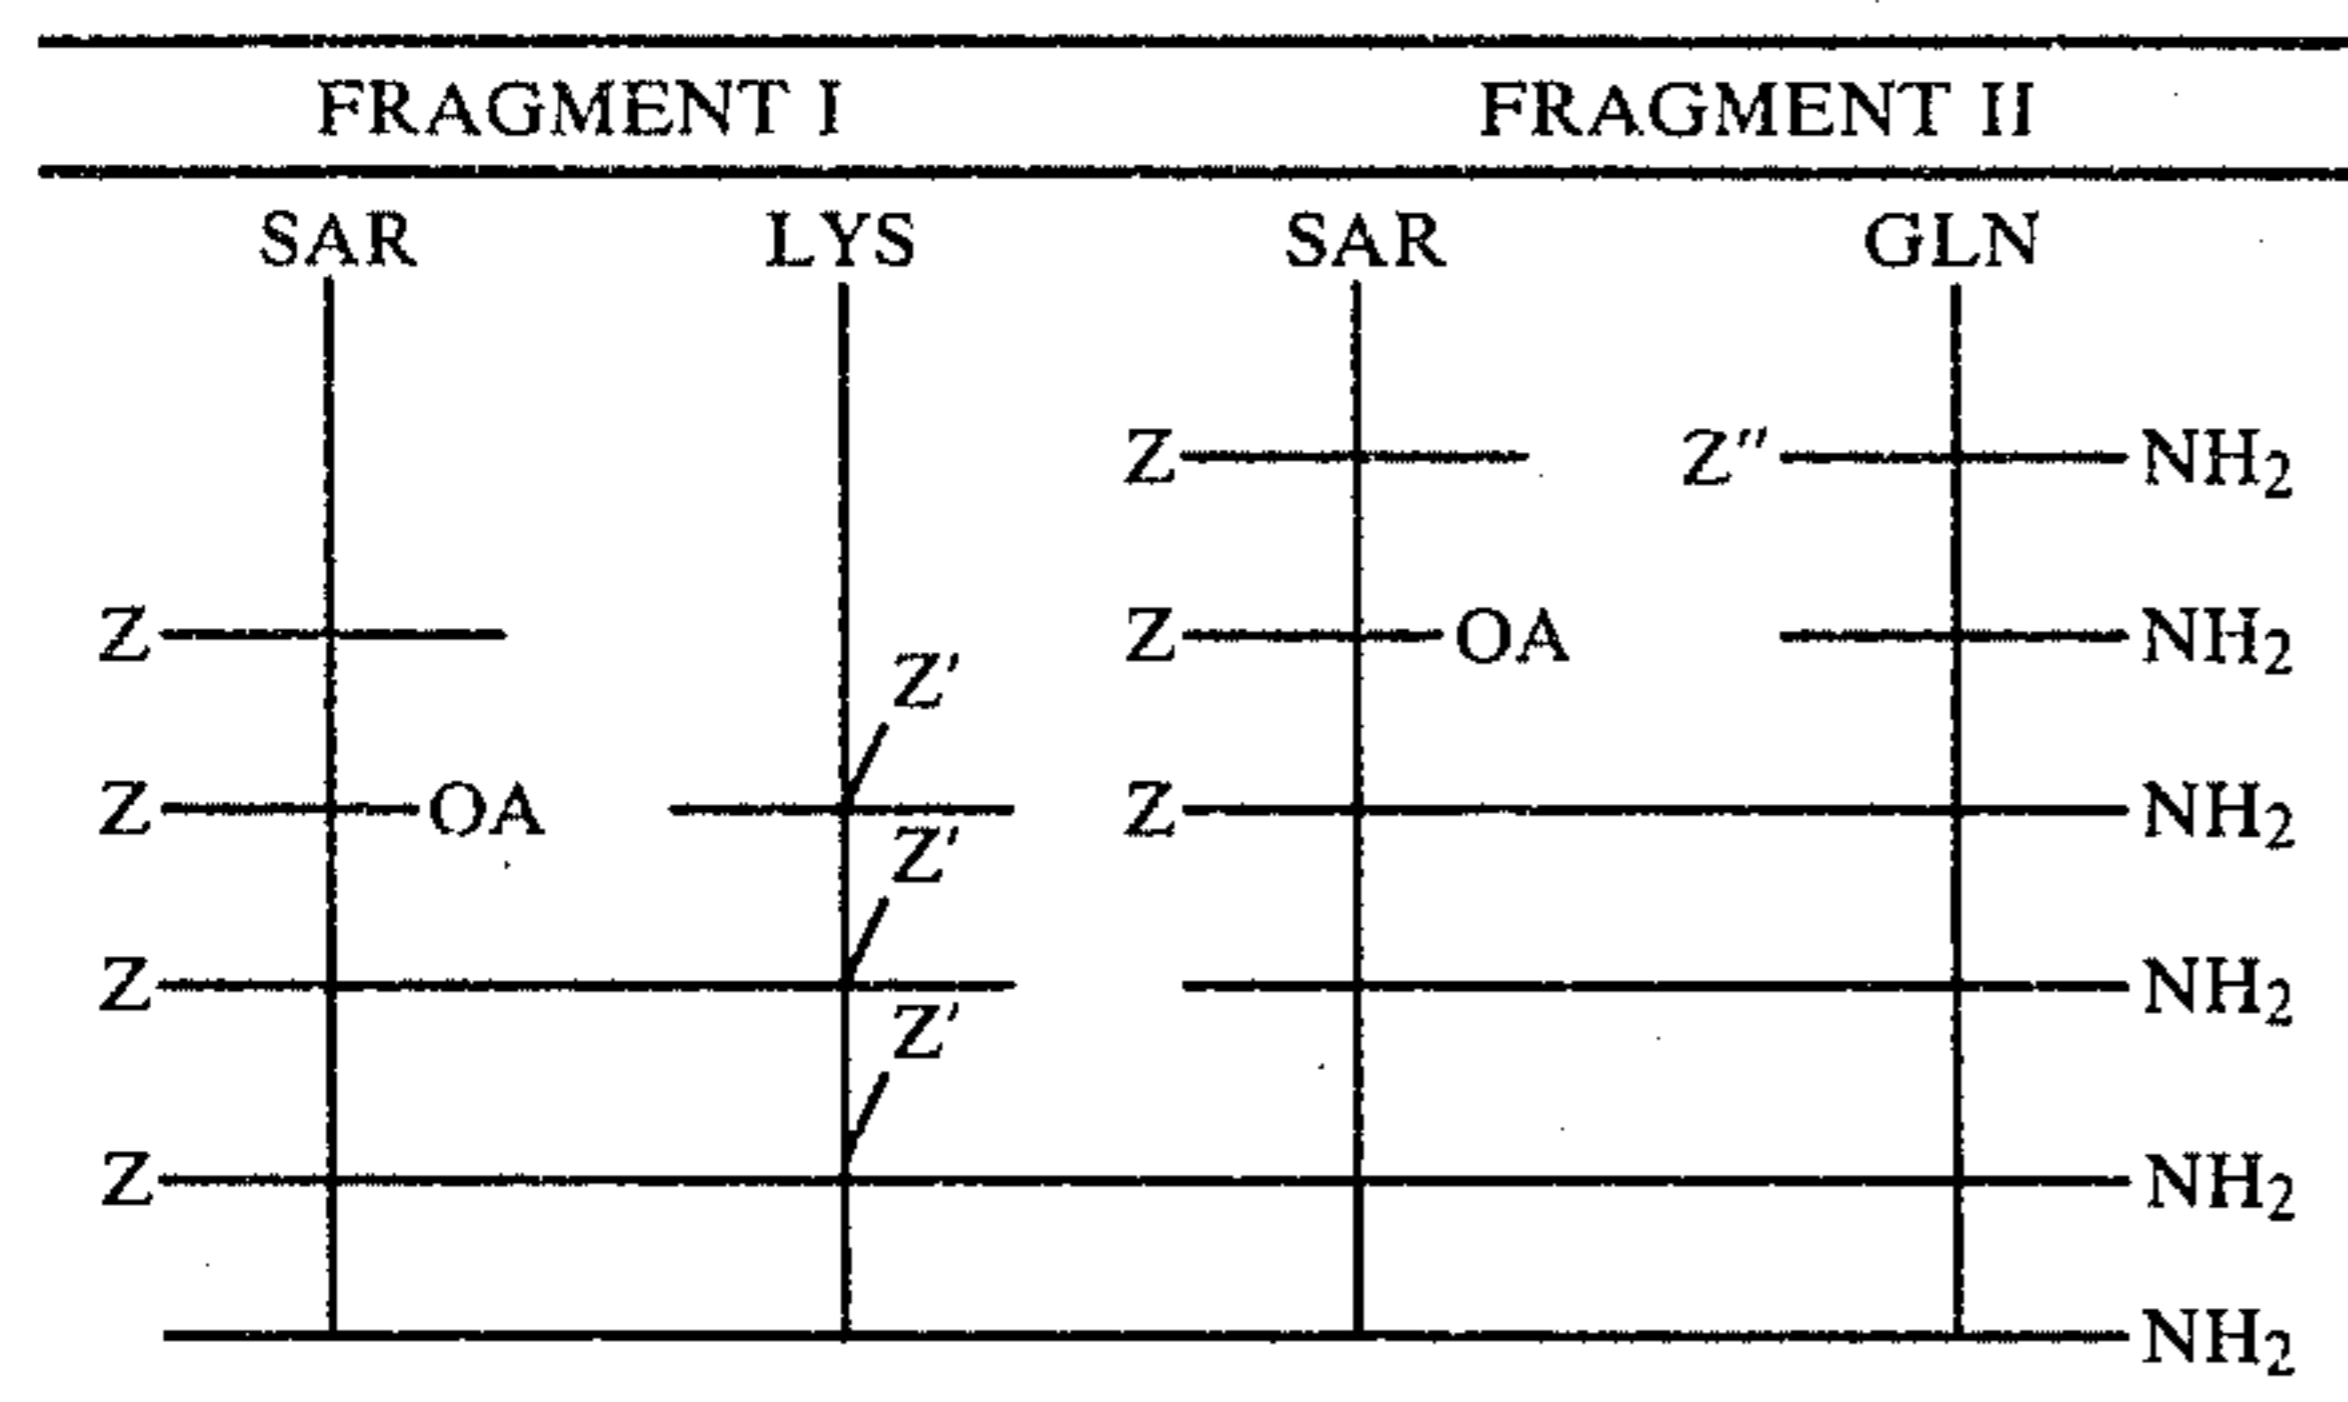 FRAGMENT I FRAGMENT II
SAR LYS SAR GLN
Z Z″ NH₂
Z Z OA NH₂
Z′
Z OA Z NH₂
Z′
Z NH₂
Z′
Z NH₂
NH₂